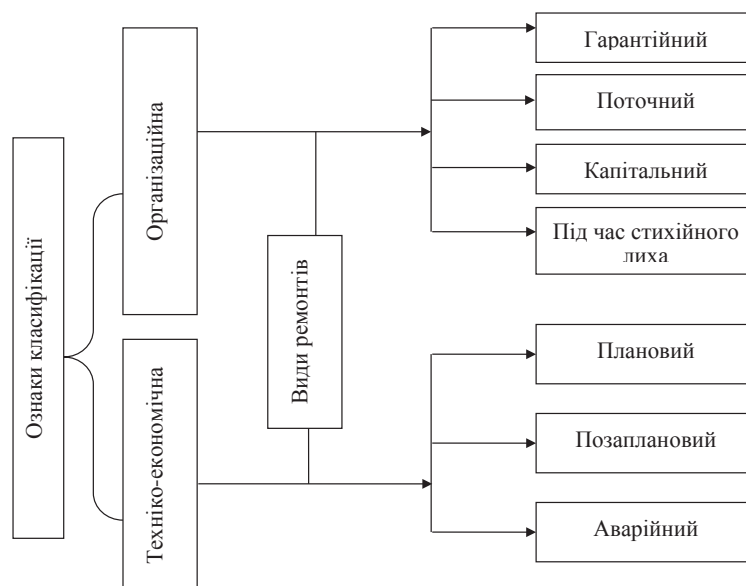 Ознаки класифікації
Організаційна
Техніко-економічна
Види ремонтів
Гарантійний
Поточний
Капітальний
Під час стихійного
лиха
Плановий
Позаплановий
Аварійний